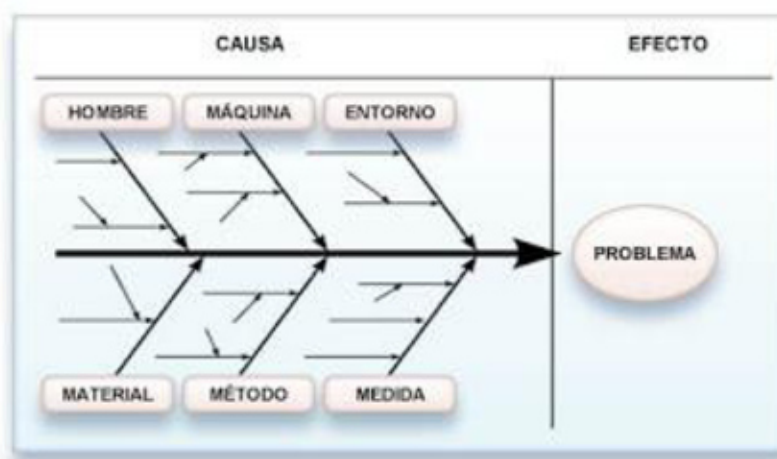 CAUSA
EFECTO
HOMBRE
MÁQUINA
ENTORNO
PROBLEMA
MATERIAL
MÉTODO
MEDIDA